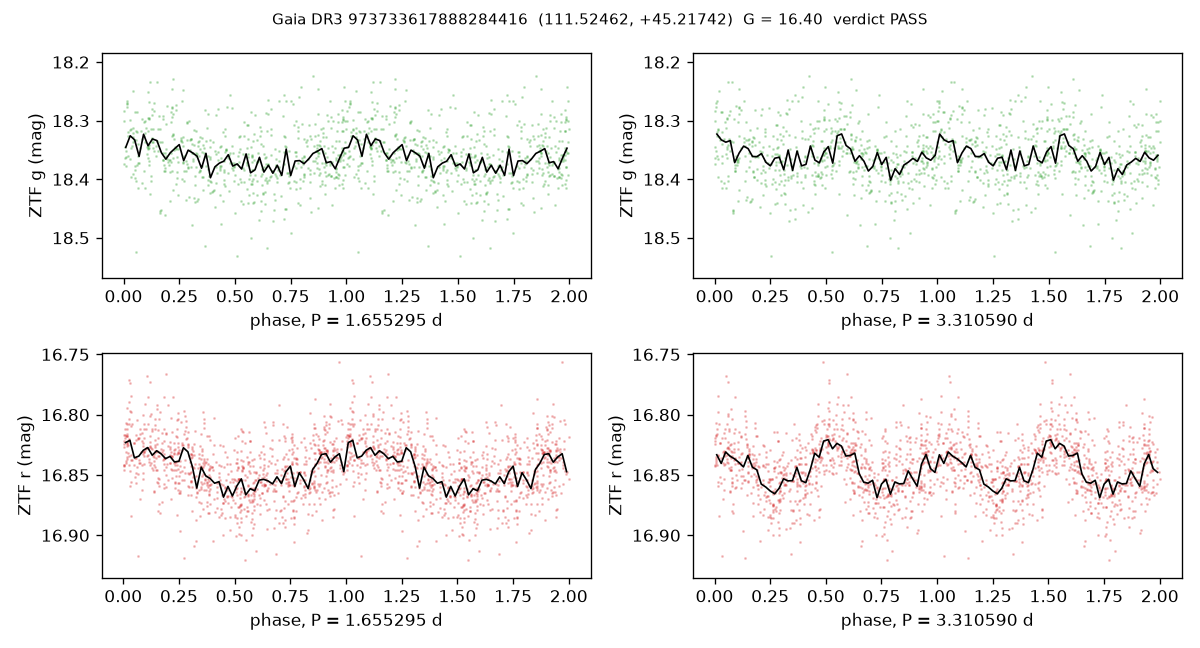 Gaia DR3 973733617888284416 (111.52462, +45.21742) G = 16.40 verdict PASS
18.2
18.3
18.4
18.5
ZTF g (mag)
0.00 0.25 0.50 0.75 1.00 1.25 1.50 1.75 2.00
phase, P = 1.655295 d
18.2
18.3
18.4
18.5
ZTF g (mag)
0.00 0.25 0.50 0.75 1.00 1.25 1.50 1.75 2.00
phase, P = 3.310590 d
16.75
16.80
16.85
16.90
ZTF r (mag)
0.00 0.25 0.50 0.75 1.00 1.25 1.50 1.75 2.00
phase, P = 1.655295 d
16.75
16.80
16.85
16.90
ZTF r (mag)
0.00 0.25 0.50 0.75 1.00 1.25 1.50 1.75 2.00
phase, P = 3.310590 d